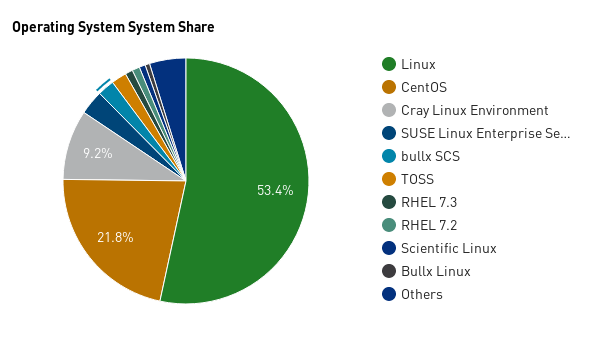 Operating System System Share
53.4%
21.8%
9.2%
Linux
CentOS
Cray Linux Environment
SUSE Linux Enterprise Se...
bullx SCS
TOSS
RHEL 7.3
RHEL 7.2
Scientific Linux
Bullx Linux
Others